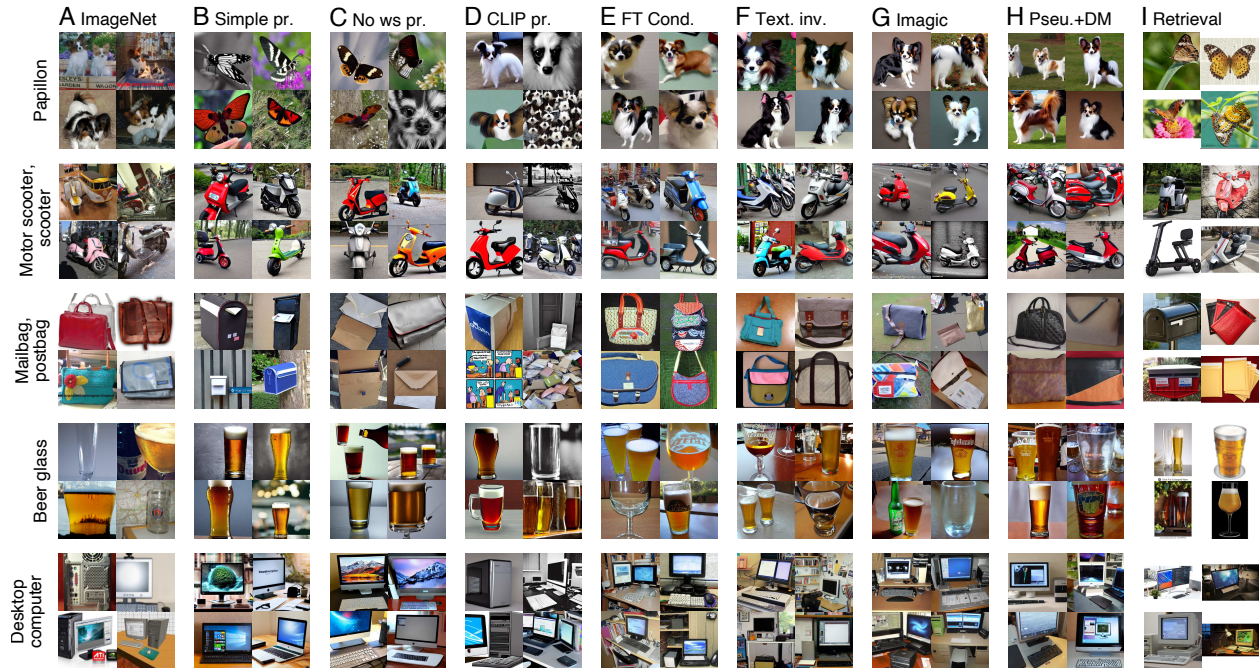 A ImageNet
B Simple pr.
C No ws pr.
D CLIP pr.
E FT Cond.
F Text. inv.
G Imagic
H Pseu.+DM
I Retrieval
Papillon
Motor scooter,
scooter
Mailbag,
postbag
Beer glass
Desktop
computer